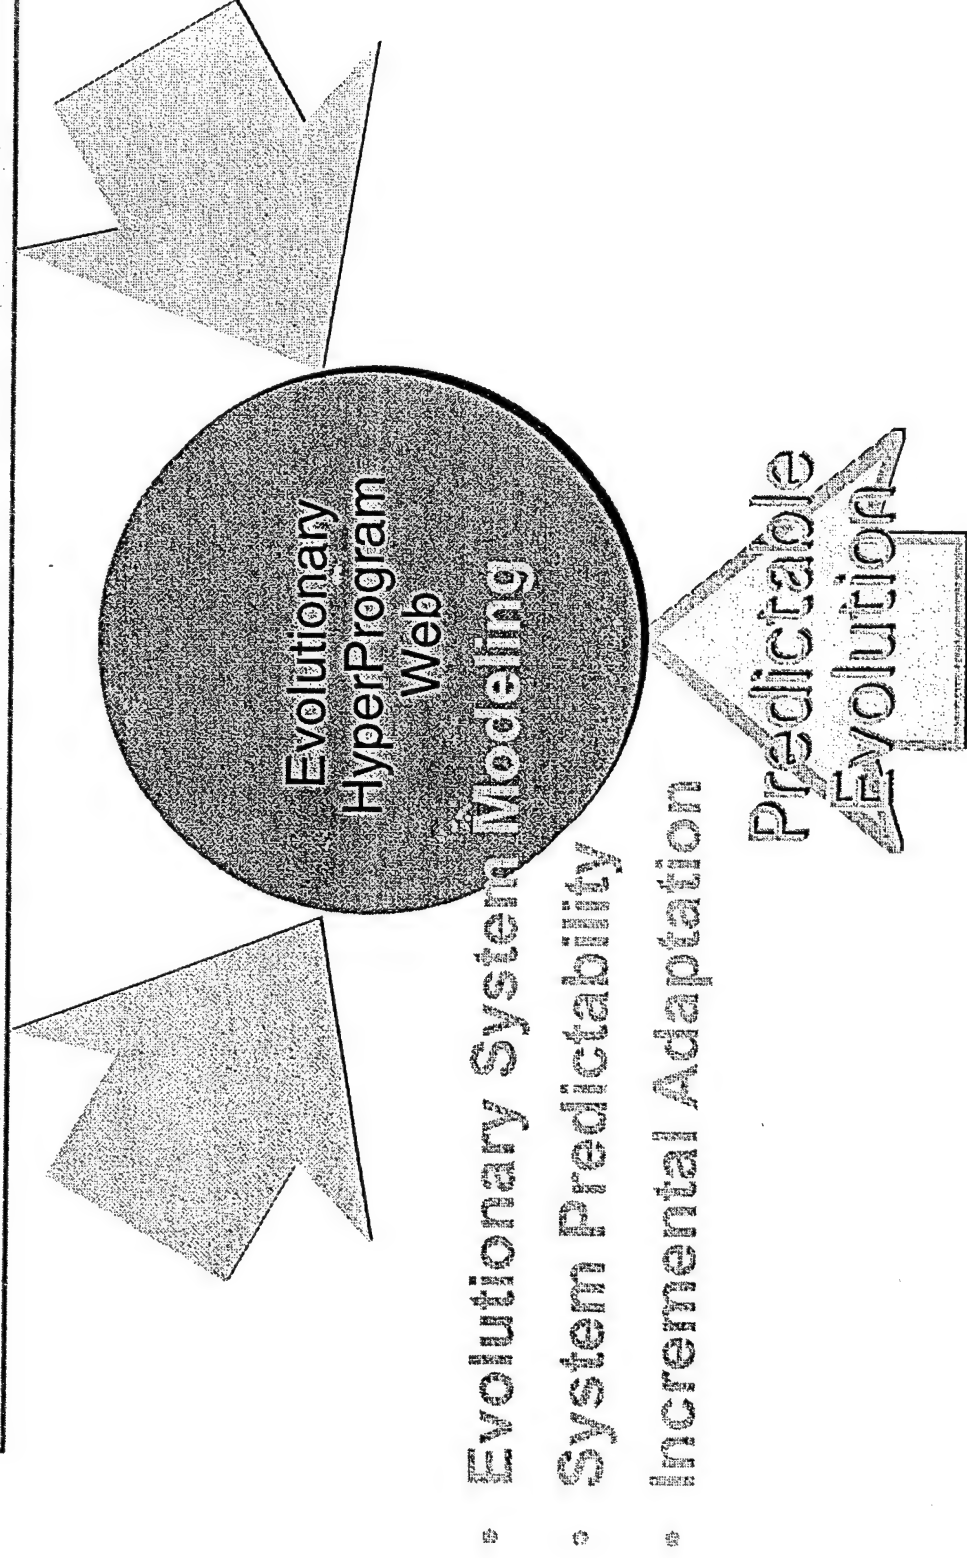 Evolutionary
HyperProgram
Web
• Evolutionary System Modeling
• System Predictability
• Incremental Adaptation
Predictable
Evolution